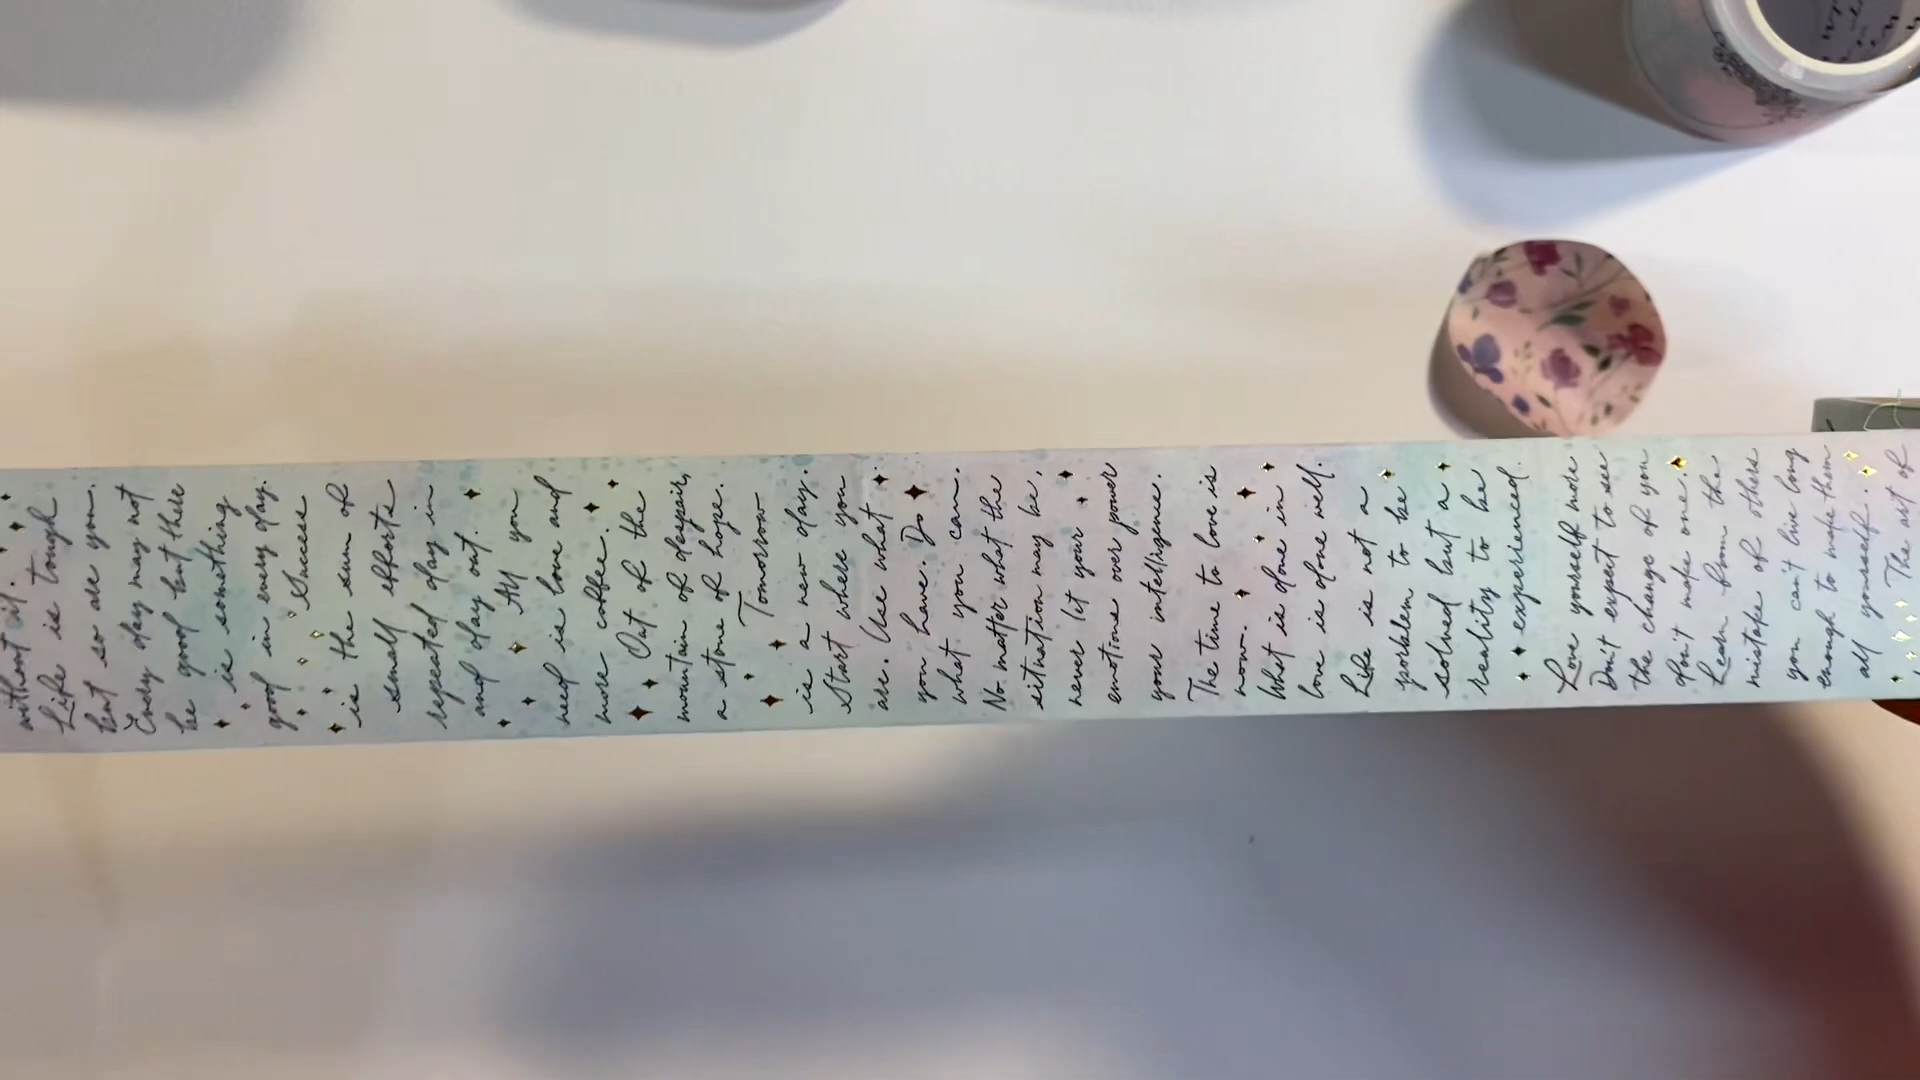 without it.
Life is tough
but so are you.
Every day may not
be good but there
is something
good in every day.
Success
is the sum of
small efforts
repeated day in
and day out.
All you
need is love and
more coffee.
Out of the
mountain of despair,
a stone of hope.
Tomorrow
is a new day.
Start where you
are. Use what
you have. Do
what you can.
No matter what the
situation may be,
never let your
emotions over power
your intelligence.
The time to love is
now.
What is done in
love is done well.
Life is not a
problem to be
solved but a
reality to be
experienced.
Love yourself more
Don't expect to see
the change if you
don't make one.
Learn from the
mistake of others
you can't live long
enough to make them
all yourself.
The art of